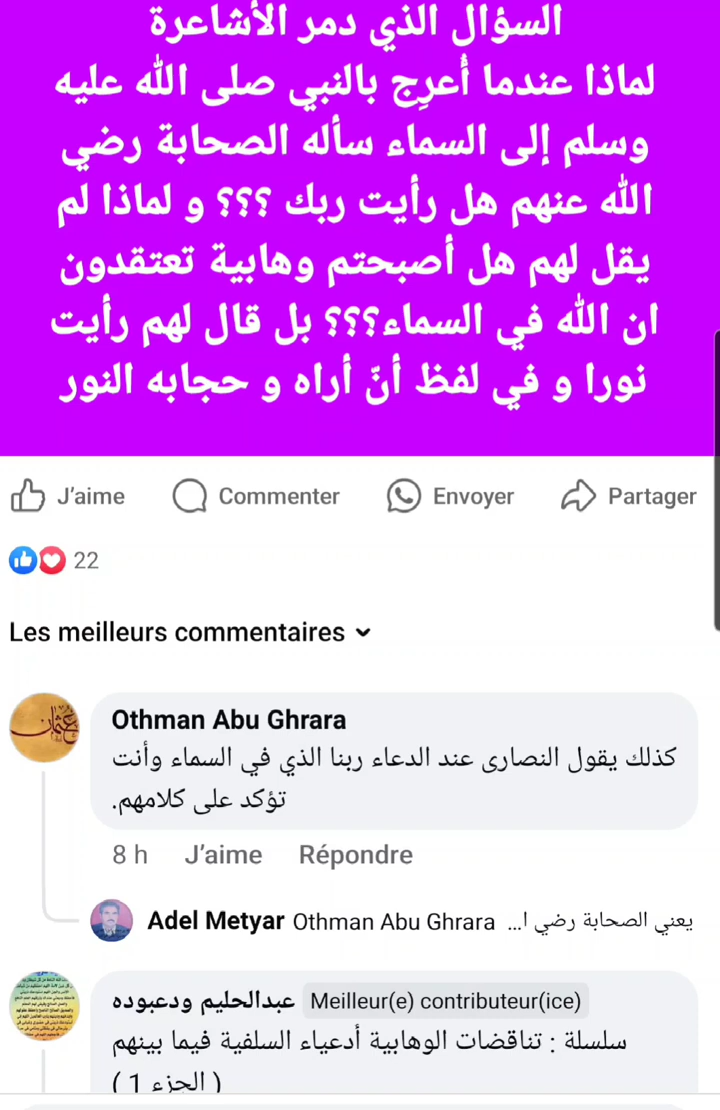 السؤال الذي دمر الأشاعرة
لماذا عندما أُعرِج بالنبي صلى الله عليه
وسلم إلى السماء سأله الصحابة رضي
الله عنهم هل رأيت ربك ؟؟؟ و لماذا لم
يقل لهم هل أصبحتم وهابية تعتقدون
ان الله في السماء؟؟؟ بل قال لهم رأيت
نورا و في لفظ أنّ أراه و حجابه النور
J'aime Commenter Envoyer Partager
22
Les meilleurs commentaires
Othman Abu Ghrara
كذلك يقول النصارى عند الدعاء ربنا الذي في السماء وأنت
تؤكد على كلامهم.
8 h J'aime Répondre
Adel Metyar Othman Abu Ghrara يعني الصحابة رضي ا...
عبدالحليم ودعبوده Meilleur(e) contributeur(ice)
سلسلة : تناقضات الوهابية أدعياء السلفية فيما بينهم
( الجزء 1 )